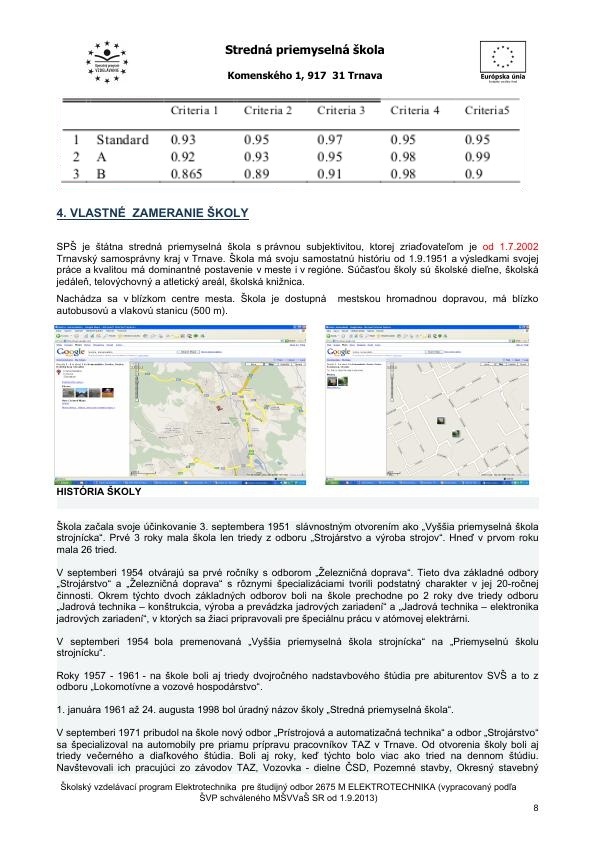 Stredná priemyselná škola
Komenského 1, 917 31 Trnava
VZDELÁVANIE
Európska únia
Criteria 1 Criteria 2 Criteria 3 Criteria 4 Criteria5
1 Standard 0.93 0.95 0.97 0.95 0.95
2 A 0.92 0.93 0.95 0.98 0.99
3 B 0.865 0.89 0.91 0.98 0.9
4. VLASTNÉ ZAMERANIE ŠKOLY
SPŠ je štátna stredná priemyselná škola s právnou subjektivitou, ktorej zriaďovateľom je od 1.7.2002
Trnavský samosprávny kraj v Trnave. Škola má svoju samostatnú históriu od 1.9.1951 a výsledkami svojej
práce a kvalitou má dominantné postavenie v meste i v regióne. Súčasťou školy sú školské dieľne, školská
jedáleň, telovýchovný a atletický areál, školská knižnica.
Nachádza sa v blízkom centre mesta. Škola je dostupná mestskou hromadnou dopravou, má blízko
autobusovú a vlakovú stanicu (500 m).
Google
Google
HISTÓRIA ŠKOLY
Škola začala svoje účinkovanie 3. septembera 1951 slávnostným otvorením ako „Vyššia priemyselná škola
strojnícka“. Prvé 3 roky mala škola len triedy z odboru „Strojárstvo a výroba strojov“. Hneď v prvom roku
mala 26 tried.
V septembri 1954 otvárajú sa prvé ročníky s odborom „Železničná doprava“. Tieto dva základné odbory
„Strojárstvo“ a „Železničná doprava“ s rôznymi špecializáciami tvorili podstatný charakter v jej 20-ročnej
činnosti. Okrem týchto dvoch základných odborov boli na škole prechodne po 2 roky dve triedy odboru
„Jadrová technika – konštrukcia, výroba a prevádzka jadrových zariadení“ a „Jadrová technika – elektronika
jadrových zariadení“, v ktorých sa žiaci pripravovali pre špeciálnu prácu v atómovej elektrárni.
V septembri 1954 bola premenovaná „Vyššia priemyselná škola strojnícka“ na „Priemyselnú školu
strojnícku“.
Roky 1957 - 1961 - na škole boli aj triedy dvojročného nadstavbového štúdia pre abiturentov SVŠ a to z
odboru „Lokomotívne a vozové hospodárstvo“.
1. januára 1961 až 24. augusta 1998 bol úradný názov školy „Stredná priemyselná škola“.
V septembri 1971 pribudol na škole nový odbor „Prístrojová a automatizačná technika“ a odbor „Strojárstvo“
sa špecializoval na automobily pre priamu prípravu pracovníkov TAZ v Trnave. Od otvorenia školy boli aj
triedy večerného a diaľkového štúdia. Boli aj roky, keď týchto bolo viac ako tried na dennom štúdiu.
Navštevovali ich pracujúci zo závodov TAZ, Vozovka - dielne ČSD, Pozemné stavby, Okresný stavebný
Školský vzdelávací program Elektrotechnika pre študijný odbor 2675 M ELEKTROTECHNIKA (vypracovaný podľa
ŠVP schváleného MŠVVaŠ SR od 1.9.2013)
8